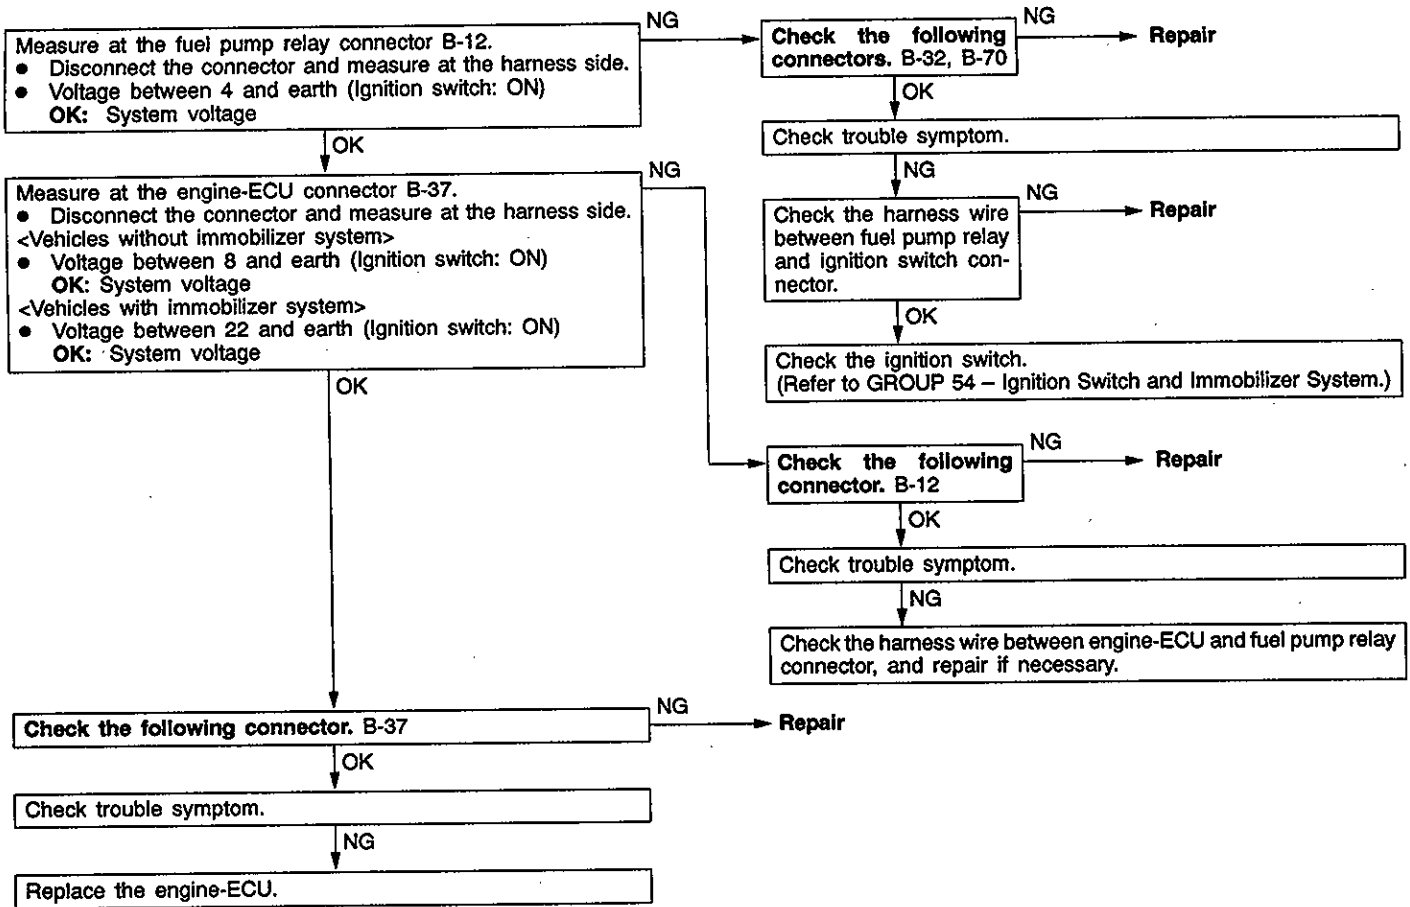 Measure at the fuel pump relay connector B-12.
● Disconnect the connector and measure at the harness side.
● Voltage between 4 and earth (Ignition switch: ON)
OK: System voltage
NG
Check the following
connectors. B-32, B-70
NG
Repair
OK
Check trouble symptom.
NG
Check the harness wire
between fuel pump relay
and ignition switch con-
nector.
NG
Repair
OK
Check the ignition switch.
(Refer to GROUP 54 – Ignition Switch and Immobilizer System.)
OK
Measure at the engine-ECU connector B-37.
● Disconnect the connector and measure at the harness side.
<Vehicles without immobilizer system>
● Voltage between 8 and earth (Ignition switch: ON)
OK: System voltage
<Vehicles with immobilizer system>
● Voltage between 22 and earth (Ignition switch: ON)
OK: System voltage
NG
Check the following
connector. B-12
NG
Repair
OK
Check trouble symptom.
NG
Check the harness wire between engine-ECU and fuel pump relay
connector, and repair if necessary.
OK
Check the following connector. B-37
NG
Repair
OK
Check trouble symptom.
NG
Replace the engine-ECU.